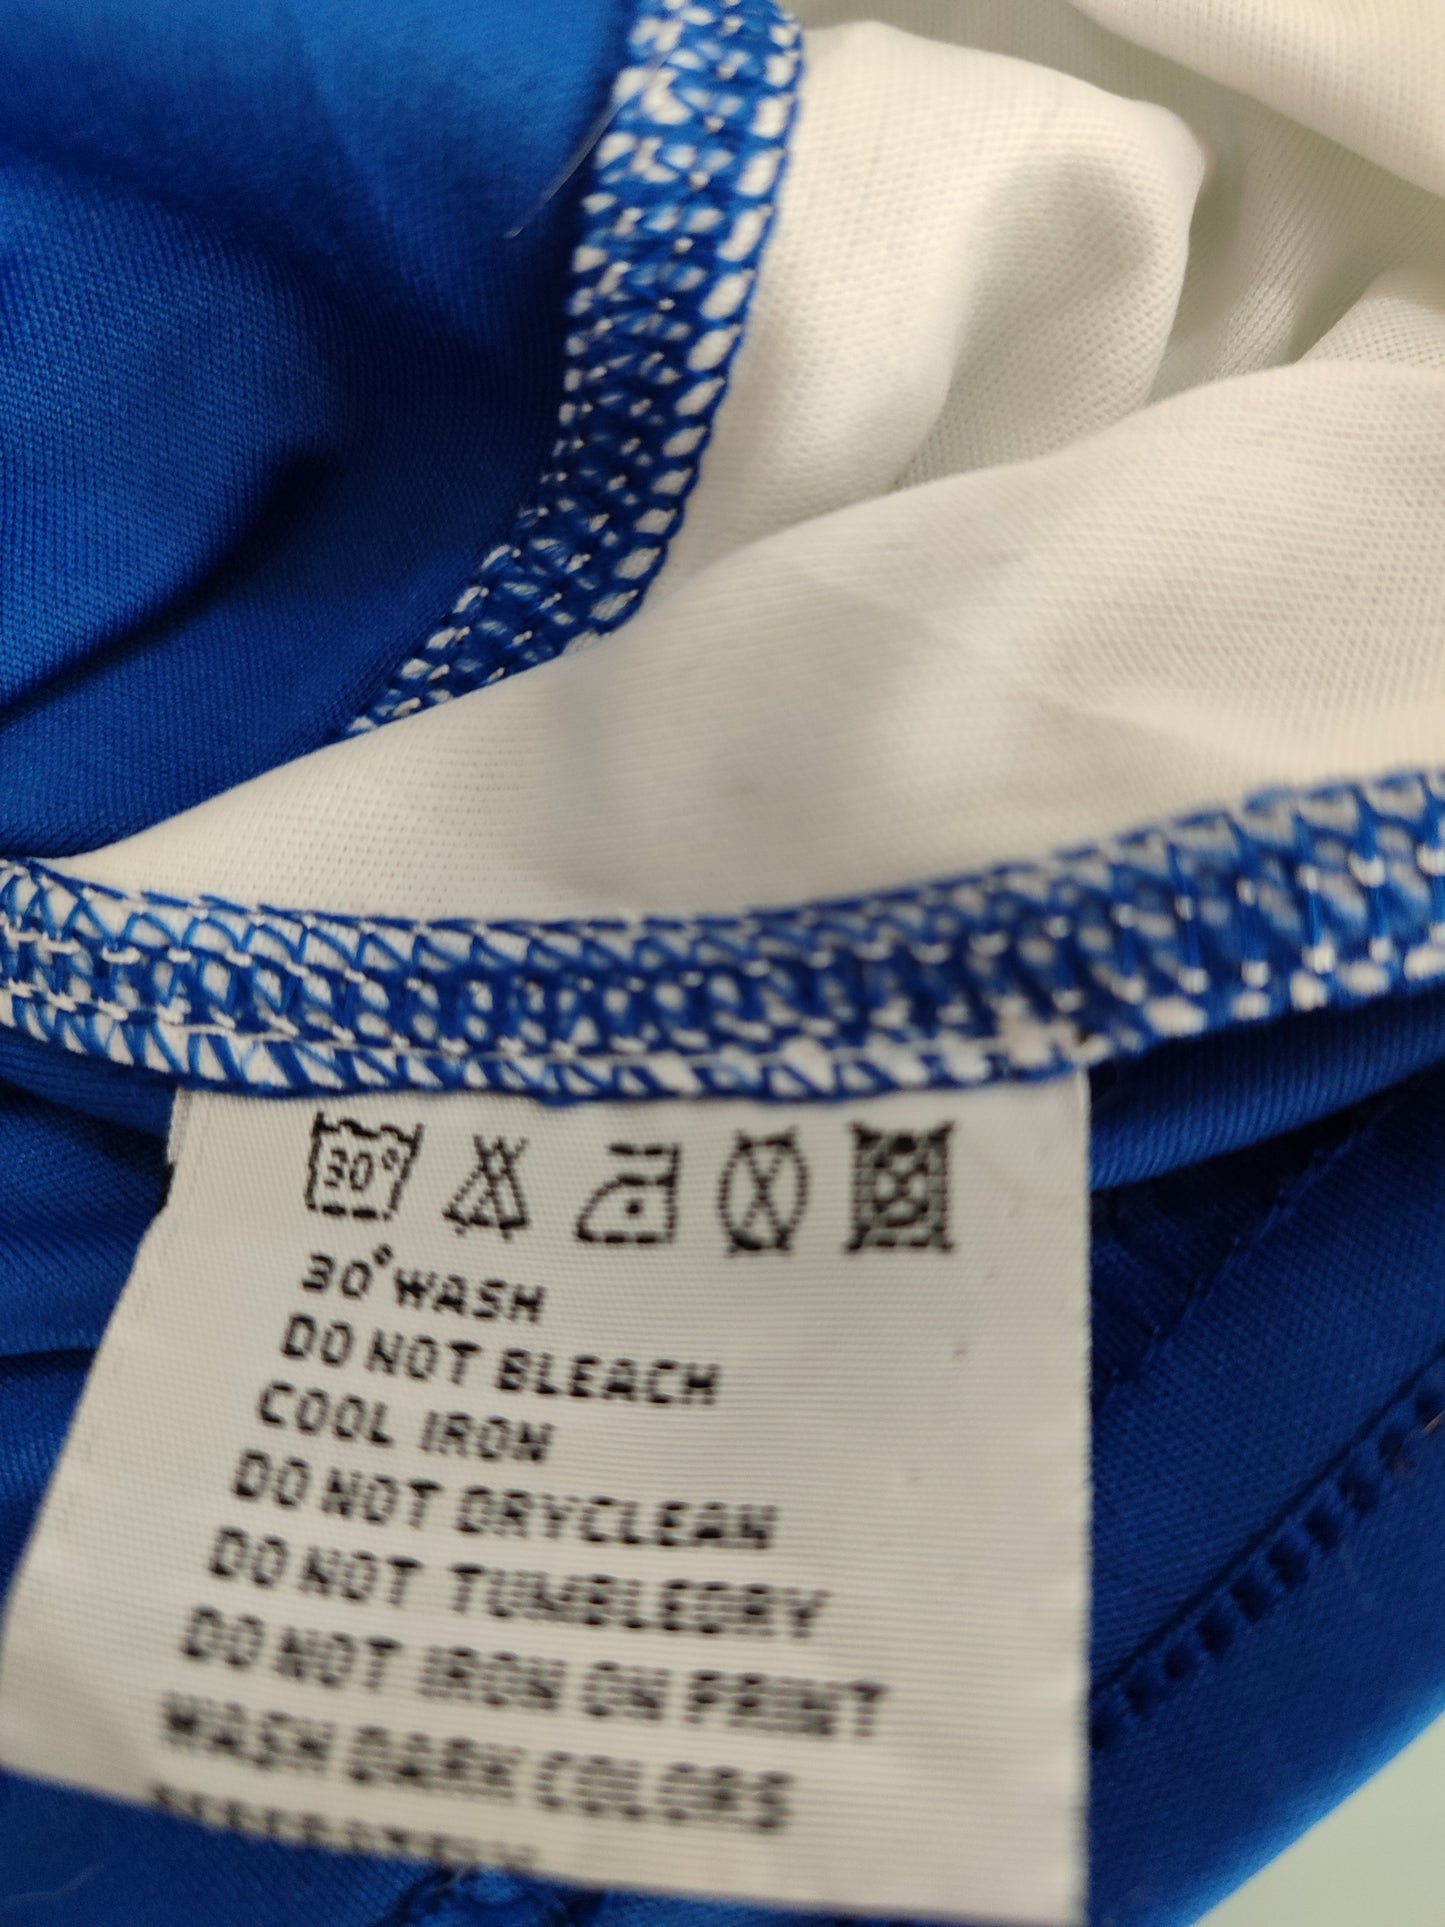 30°
30°WASH
DO NOT BLEACH
COOL IRON
DO NOT DRYCLEAN
DO NOT TUMBLEDRY
DO NOT IRON ON PRINT
WASH DARK COLORS